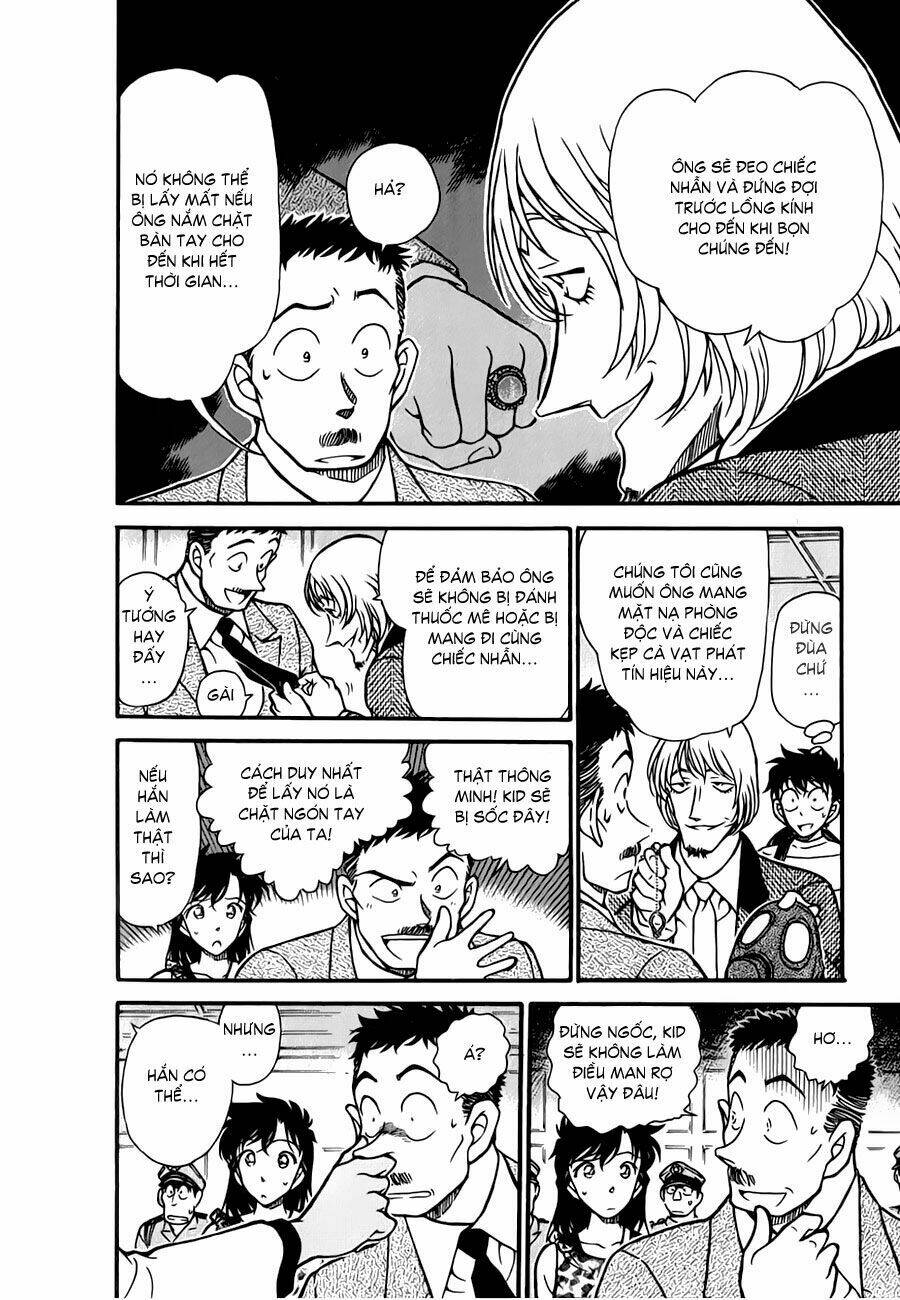 ÔNG SẼ ĐEO CHIẾC
NHẪN VÀ ĐỨNG ĐỢI
TRƯỚC LỒNG KÍNH
CHO ĐẾN KHI BỌN
CHÚNG ĐẾN!
HẢ?
NÓ KHÔNG THỂ
BỊ LẤY MẤT NẾU
ÔNG NẮM CHẶT
BÀN TAY CHO
ĐẾN KHI HẾT
THỜI GIAN...
ĐỪNG
ĐÙA
CHỨ
...
CHÚNG TÔI CŨNG
MUỐN ÔNG MANG
MẶT NẠ PHÒNG
ĐỘC VÀ CHIẾC
KẸP CÀ VẠT PHÁT
TÍN HIỆU NÀY...
ĐỂ ĐẢM BẢO ÔNG
SẼ KHÔNG BỊ ĐÁNH
THUỐC MÊ HOẶC BỊ
MANG ĐI CÙNG
CHIẾC NHẪN...
Ý
TƯỞNG
HAY
ĐẤY
...
GÀI
THẬT THÔNG
MINH! KID SẼ
BỊ SỐC ĐÂY!
CÁCH DUY NHẤT
ĐỂ LẤY NÓ LÀ
CHẶT NGÓN TAY
CỦA TA!
NẾU
HẮN
LÀM
THẬT
THÌ
SAO?
HƠ...
ĐỪNG NGỐC, KID
SẼ KHÔNG LÀM
ĐIỀU MAN RỢ
VẬY ĐÂU!
Á?
NHƯNG
...
HẮN CÓ
THỂ...